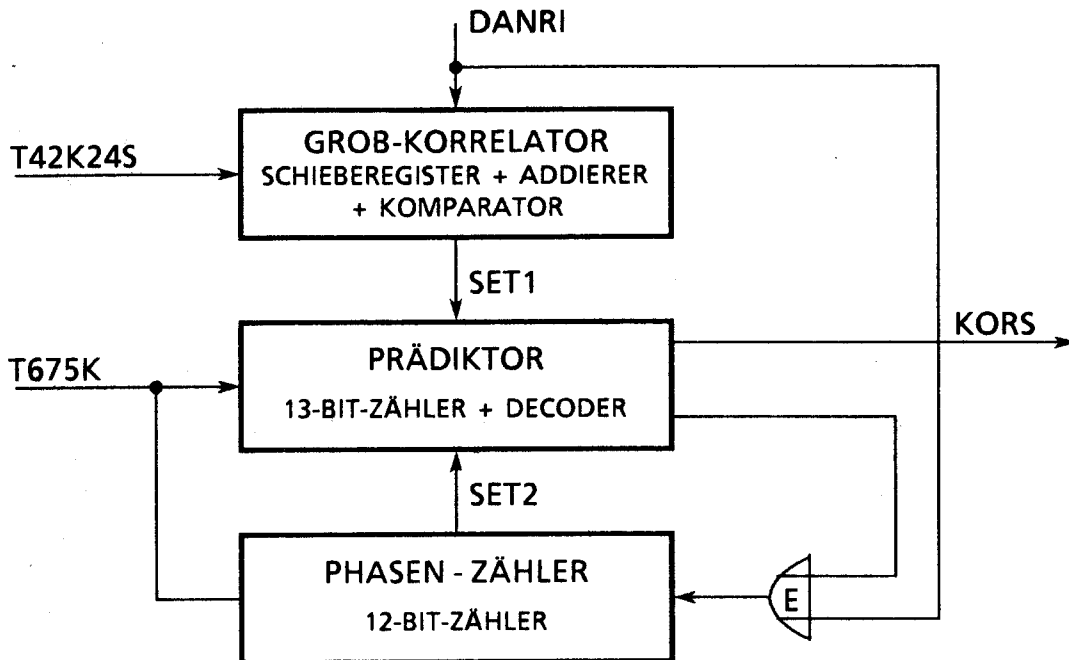 DANRI
T42K24S
GROB-KORRELATOR
SCHIEBEREGISTER + ADDIERER
+ KOMPARATOR
SET1
KORS
T675K
PRÄDIKTOR
13-BIT-ZÄHLER + DECODER
SET2
PHASEN - ZÄHLER
12-BIT-ZÄHLER
E